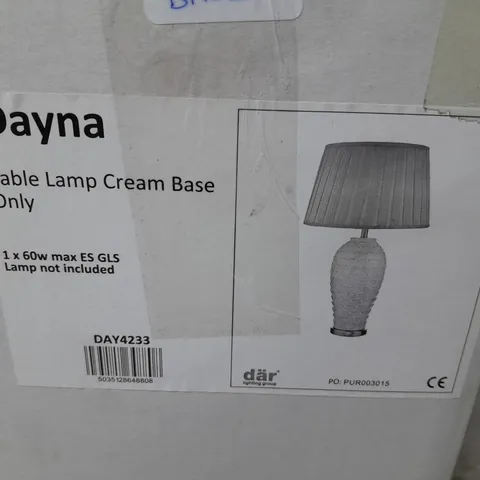 Dayna
able Lamp Cream Base
Only
1 x 60w max ES GLS
Lamp not included
DAY4233
5035128648808
där
lighting group
PO: PUR003015
CE